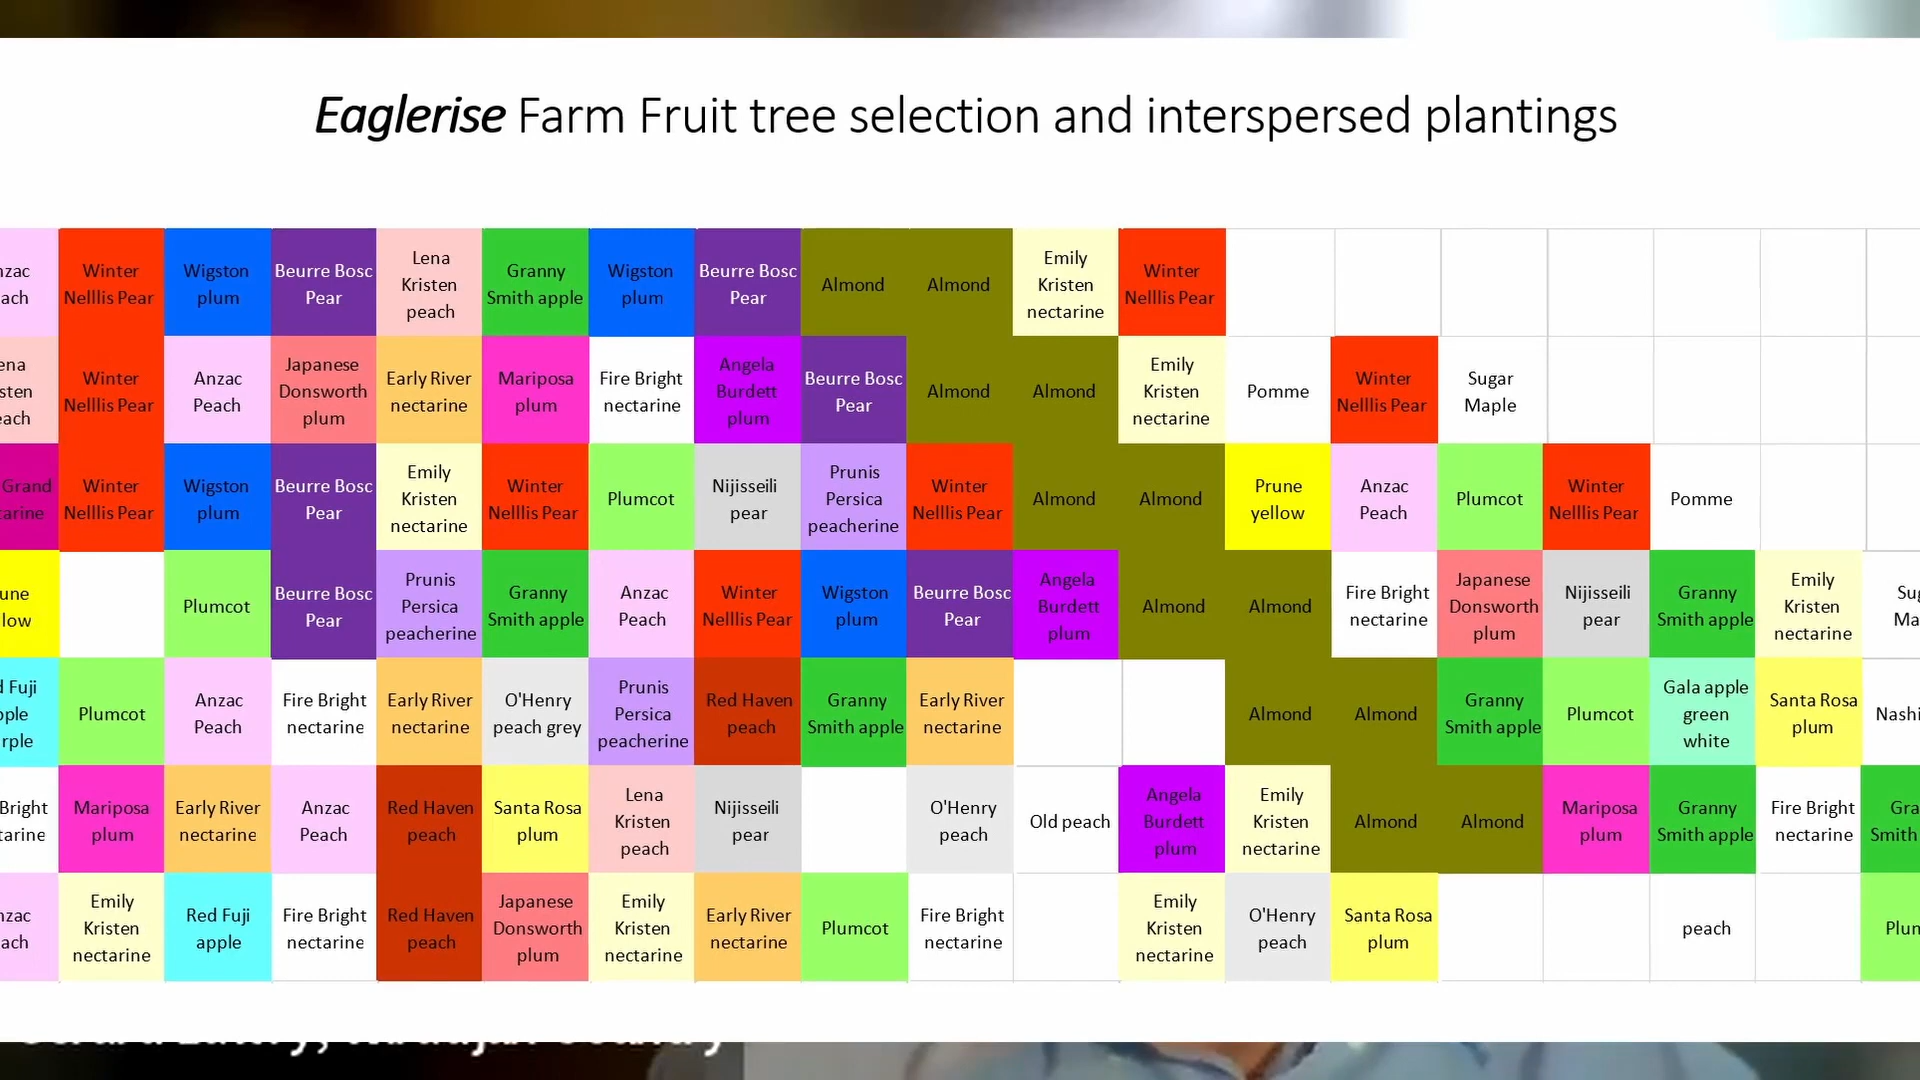 Eaglerise Farm Fruit tree selection and interspersed plantings
Winter
Nelllis Pear
Wigston
plum
Beurre Bosc
Pear
Lena
Kristen
peach
Granny
Smith apple
Wigston
plum
Beurre Bosc
Pear
Almond
Almond
Emily
Kristen
nectarine
Winter
Nelllis Pear
Winter
Nelllis Pear
Anzac
Peach
Japanese
Donsworth
plum
Early River
nectarine
Mariposa
plum
Fire Bright
nectarine
Angela
Burdett
plum
Beurre Bosc
Pear
Almond
Almond
Emily
Kristen
nectarine
Pomme
Winter
Nelllis Pear
Sugar
Maple
Grand
Winter
Nelllis Pear
Wigston
plum
Beurre Bosc
Pear
Emily
Kristen
nectarine
Winter
Nelllis Pear
Plumcot
Nijisseili
pear
Prunis
Persica
peacherine
Winter
Nelllis Pear
Almond
Almond
Prune
yellow
Anzac
Peach
Plumcot
Winter
Nelllis Pear
Pomme
Plumcot
Beurre Bosc
Pear
Prunis
Persica
peacherine
Granny
Smith apple
Anzac
Peach
Winter
Nelllis Pear
Wigston
plum
Beurre Bosc
Pear
Angela
Burdett
plum
Almond
Almond
Fire Bright
nectarine
Japanese
Donsworth
plum
Nijisseili
pear
Granny
Smith apple
Emily
Kristen
nectarine
Fuji
Plumcot
Anzac
Peach
Fire Bright
nectarine
Early River
nectarine
O'Henry
peach grey
Prunis
Persica
peacherine
Red Haven
peach
Granny
Smith apple
Early River
nectarine
Almond
Almond
Granny
Smith apple
Plumcot
Gala apple
green
white
Santa Rosa
plum
Nashi
Bright
Mariposa
plum
Early River
nectarine
Anzac
Peach
Red Haven
peach
Santa Rosa
plum
Lena
Kristen
peach
Nijisseili
pear
O'Henry
peach
Old peach
Angela
Burdett
plum
Emily
Kristen
nectarine
Almond
Almond
Mariposa
plum
Granny
Smith apple
Fire Bright
nectarine
Smith
Emily
Kristen
nectarine
Red Fuji
apple
Fire Bright
nectarine
Red Haven
peach
Japanese
Donsworth
plum
Emily
Kristen
nectarine
Early River
nectarine
Plumcot
Fire Bright
nectarine
Emily
Kristen
nectarine
O'Henry
peach
Santa Rosa
plum
peach